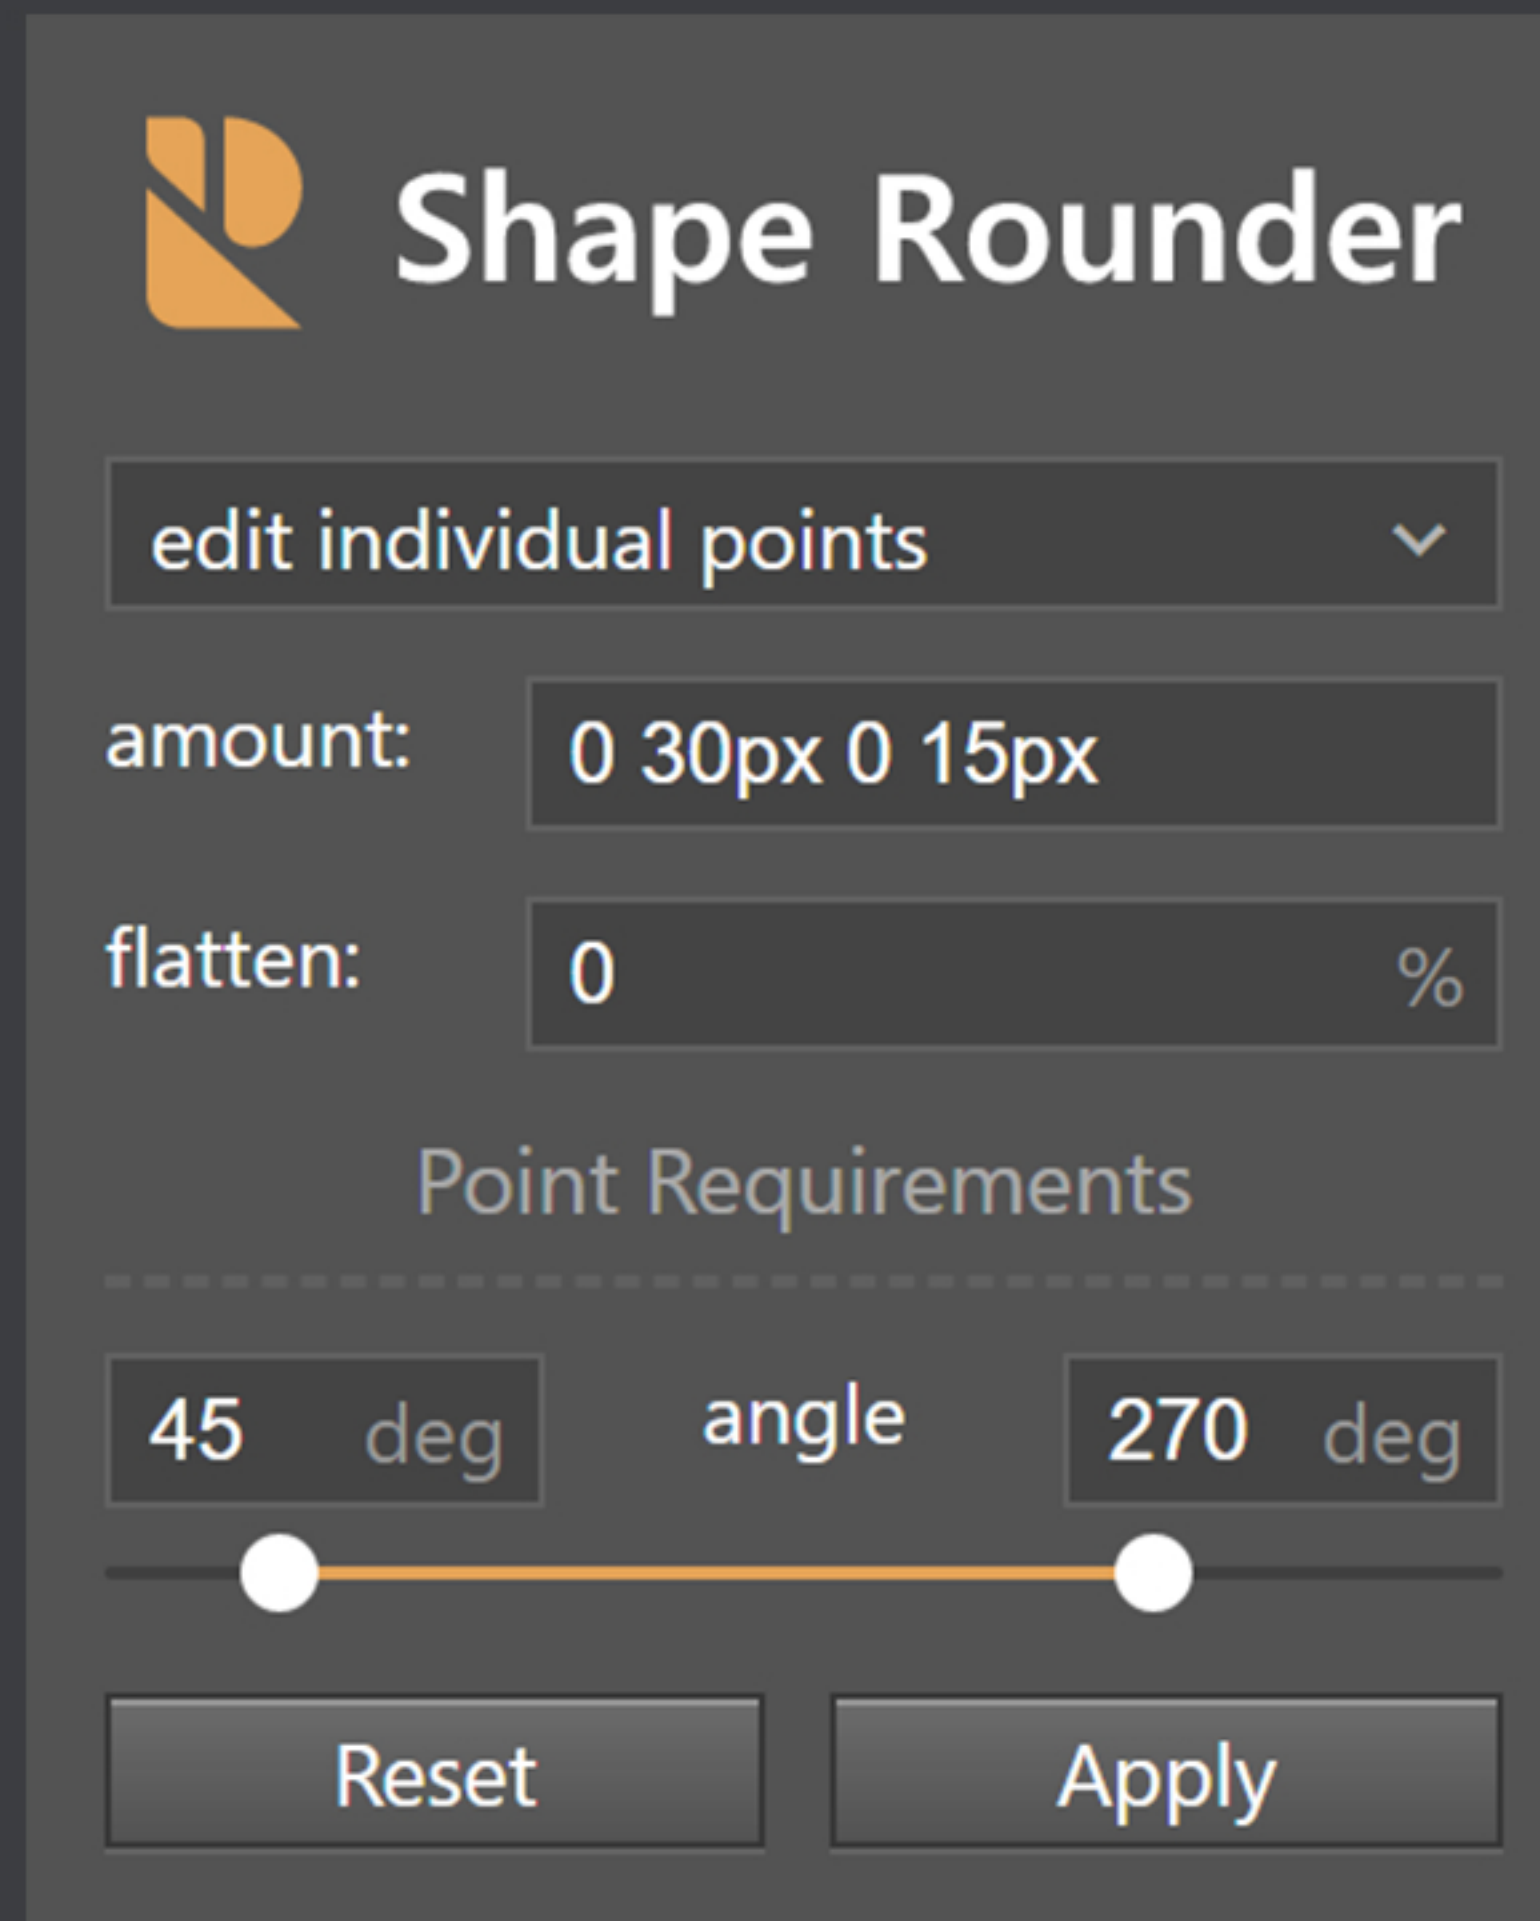 Shape Rounder
edit individual points
amount: 0 30px 0 15px
flatten: 0 %
Point Requirements
45 deg angle 270 deg
Reset Apply